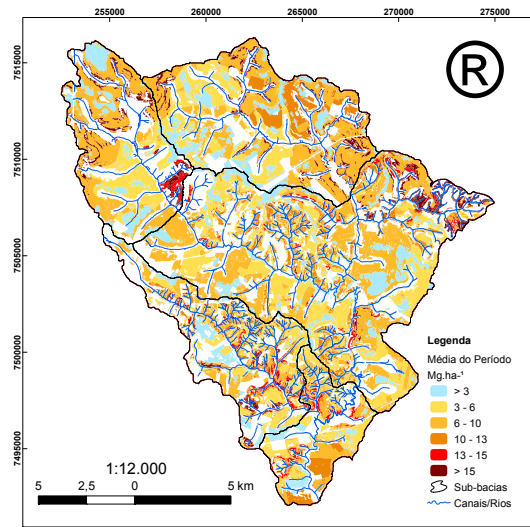 255000 260000 265000 270000 275000
R
7515000
7510000
7505000
7500000
7495000
Legenda
Média do Período
Mg.ha-¹
> 3
3 - 6
6 - 10
10 - 13
13 - 15
> 15
Sub-bacias
Canais/Rios
1:12.000
5 2,5 0 5 km